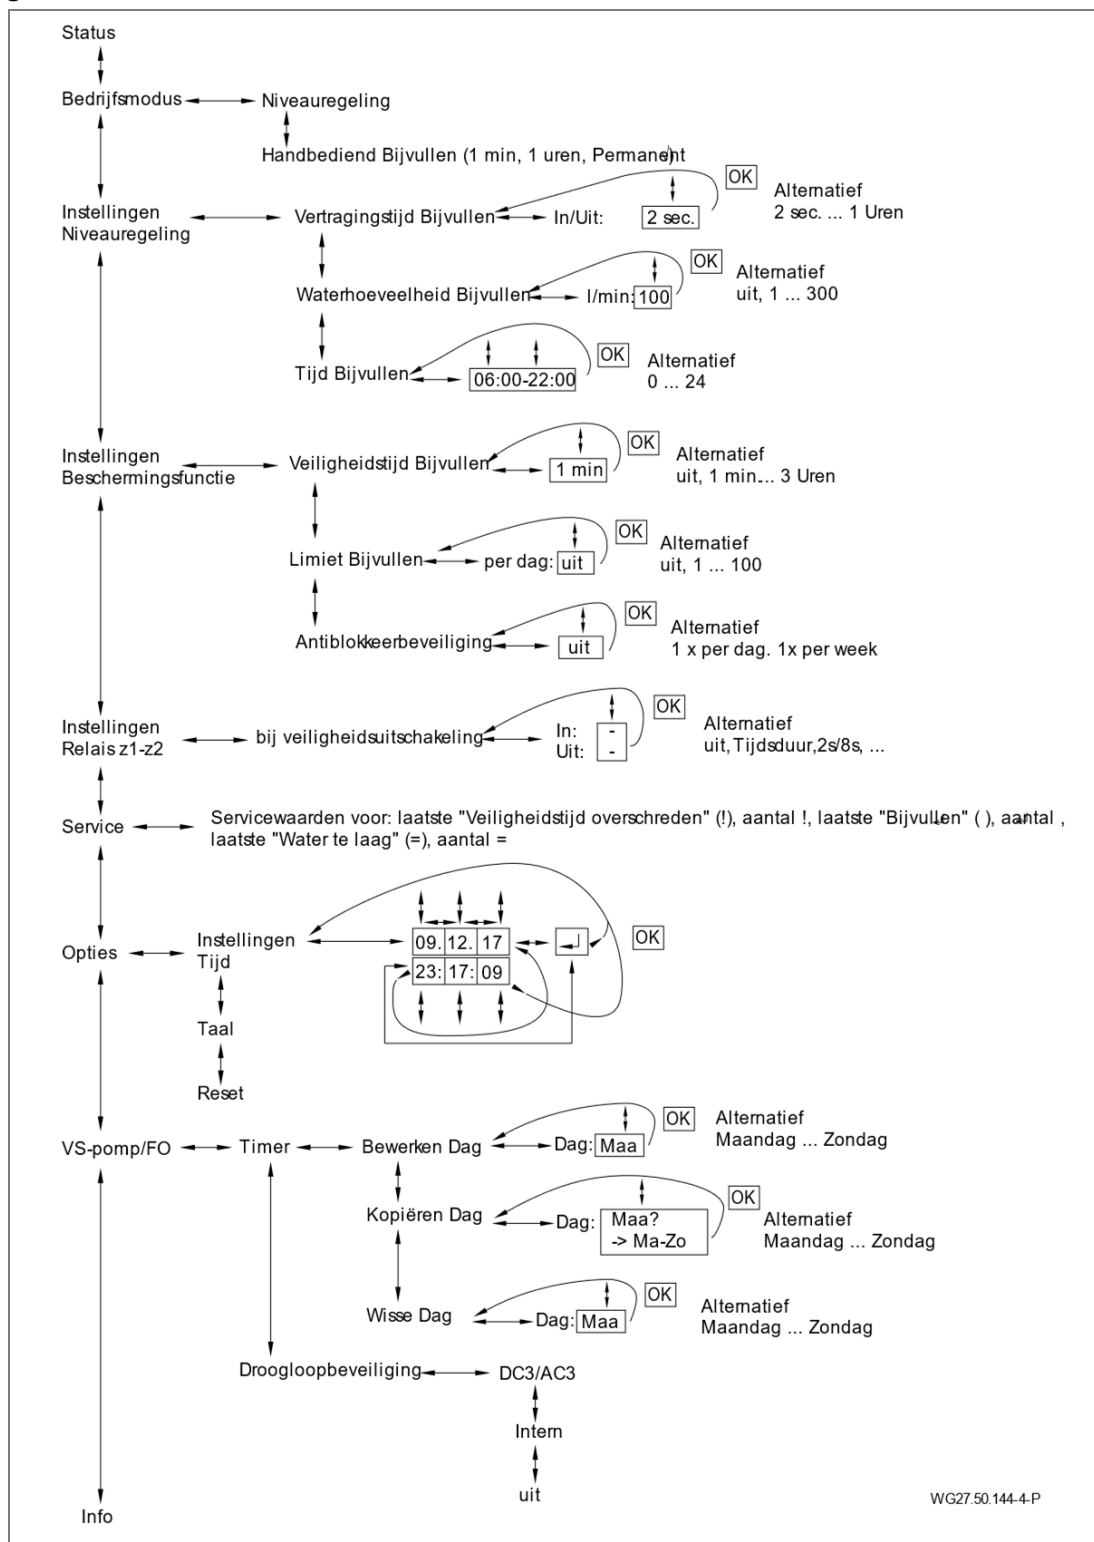 Status
Bedrijfsmodus
Niveauregeling
Handbediend Bijvullen (1 min, 1 uren, Permanent)
Instellingen
Niveauregeling
Vertragingstijd Bijvullen
In/Uit:
2 sec.
OK
Alternatief
2 sec. ... 1 Uren
Waterhoeveelheid Bijvullen
l/min:
100
OK
Alternatief
uit, 1 ... 300
Tijd Bijvullen
06:00-22:00
OK
Alternatief
0 ... 24
Instellingen
Beschermingsfunctie
Veiligheidstijd Bijvullen
1 min
OK
Alternatief
uit, 1 min.... 3 Uren
Limiet Bijvullen
per dag:
uit
OK
Alternatief
uit, 1 ... 100
Antiblokkeerbeveiliging
uit
OK
Alternatief
1 x per dag. 1x per week
Instellingen
Relais z1-z2
bij veiligheidsuitschakeling
In: -
Uit: -
OK
Alternatief
uit,Tijdsduur,2s/8s, ...
Service
Servicewaarden voor: laatste "Veiligheidstijd overschreden" (!), aantal !, laatste "Bijvullen" ( ), aantal ,
laatste "Water te laag" (=), aantal =
Opties
Instellingen
Tijd
09. 12. 17
23: 17: 09
OK
Taal
Reset
VS-pomp/FO
Timer
Bewerken Dag
Dag: Maa
OK
Alternatief
Maandag ... Zondag
Kopiëren Dag
Dag:
Maa?
-> Ma-Zo
OK
Alternatief
Maandag ... Zondag
Wisse Dag
Dag: Maa
OK
Alternatief
Maandag ... Zondag
Droogloopbeveiliging
DC3/AC3
Intern
uit
Info
WG27.50.144-4-P